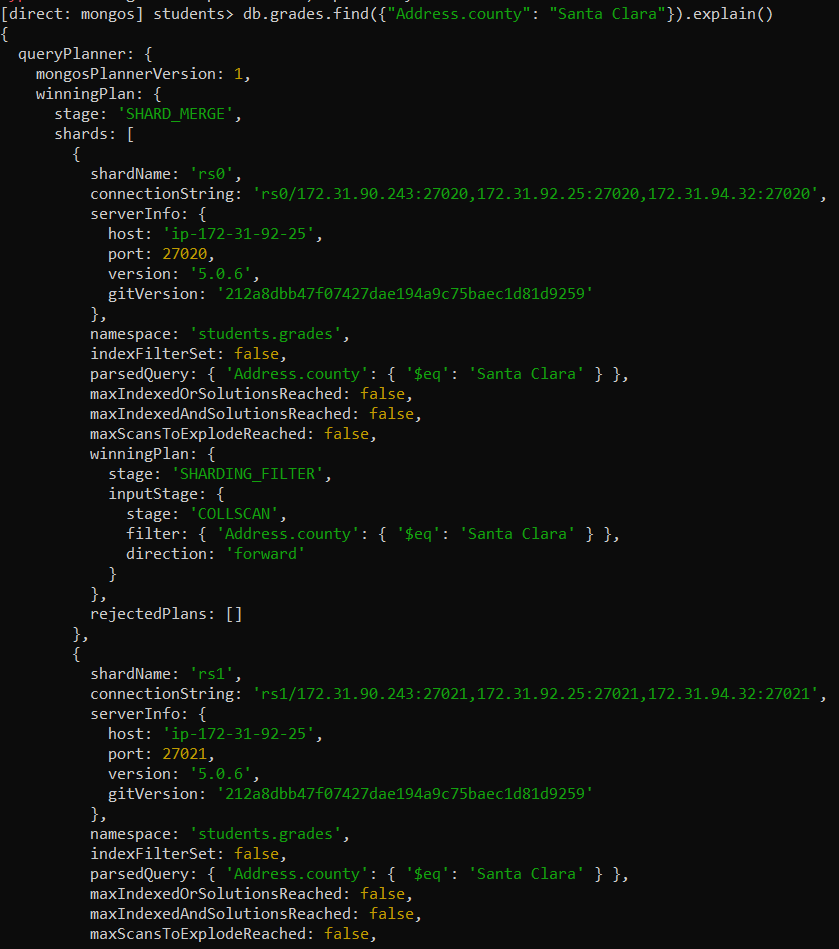 [direct: mongos] students> db.grades.find({"Address.county": "Santa Clara"}).explain()
{
  queryPlanner: {
    mongosPlannerVersion: 1,
    winningPlan: {
      stage: 'SHARD_MERGE',
      shards: [
        {
          shardName: 'rs0',
          connectionString: 'rs0/172.31.90.243:27020,172.31.92.25:27020,172.31.94.32:27020',
          serverInfo: {
            host: 'ip-172-31-92-25',
            port: 27020,
            version: '5.0.6',
            gitVersion: '212a8dbb47f07427dae194a9c75baec1d81d9259'
          },
          namespace: 'students.grades',
          indexFilterSet: false,
          parsedQuery: { 'Address.county': { '$eq': 'Santa Clara' } },
          maxIndexedOrSolutionsReached: false,
          maxIndexedAndSolutionsReached: false,
          maxScansToExplodeReached: false,
          winningPlan: {
            stage: 'SHARDING_FILTER',
            inputStage: {
              stage: 'COLLSCAN',
              filter: { 'Address.county': { '$eq': 'Santa Clara' } },
              direction: 'forward'
            }
          },
          rejectedPlans: []
        },
        {
          shardName: 'rs1',
          connectionString: 'rs1/172.31.90.243:27021,172.31.92.25:27021,172.31.94.32:27021',
          serverInfo: {
            host: 'ip-172-31-92-25',
            port: 27021,
            version: '5.0.6',
            gitVersion: '212a8dbb47f07427dae194a9c75baec1d81d9259'
          },
          namespace: 'students.grades',
          indexFilterSet: false,
          parsedQuery: { 'Address.county': { '$eq': 'Santa Clara' } },
          maxIndexedOrSolutionsReached: false,
          maxIndexedAndSolutionsReached: false,
          maxScansToExplodeReached: false,